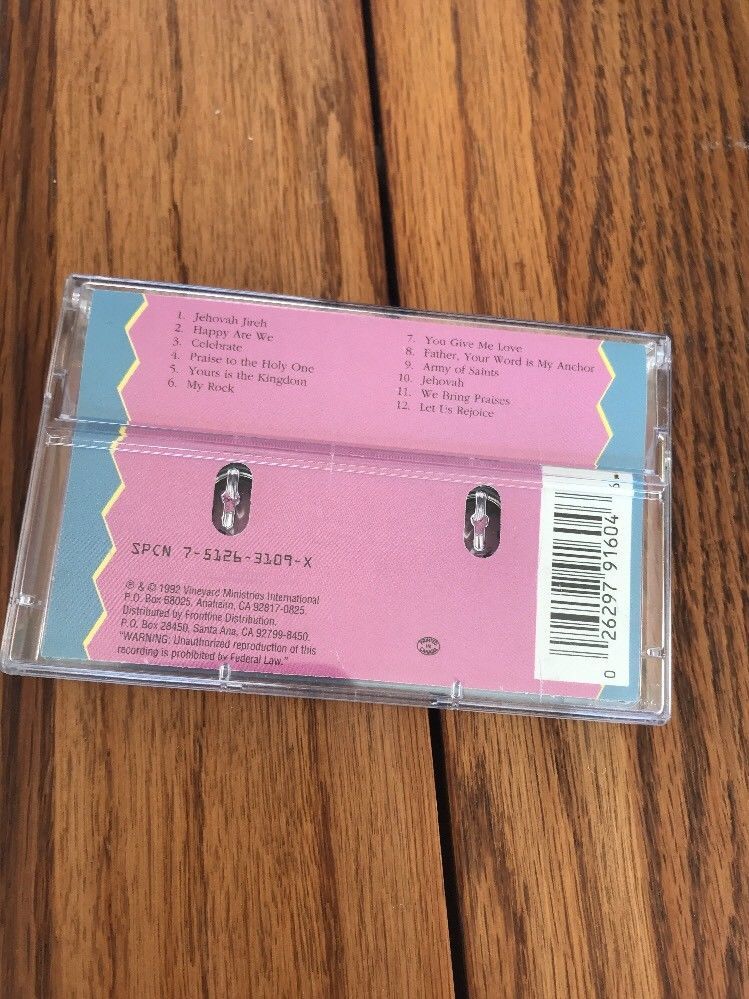 1. Jehovah Jireh
2. Happy Are We
3. Celebrate
4. Praise to the Holy One
5. Yours is the Kingdom
6. My Rock
7. You Give Me Love
8. Father, Your Word is My Anchor
9. Army of Saints
10. Jehovah
11. We Bring Praises
12. Let Us Rejoice
SPCN 7-5126-3109-X
℗ & © 1992 Vineyard Ministries International
P.O. Box 68025, Anaheim, CA 92817-0825.
Distributed by Frontline Distribution.
P.O. Box 28450, Santa Ana, CA 92799-8450.
"WARNING: Unauthorized reproduction of this
recording is prohibited by Federal Law."
0 26297 91604 6